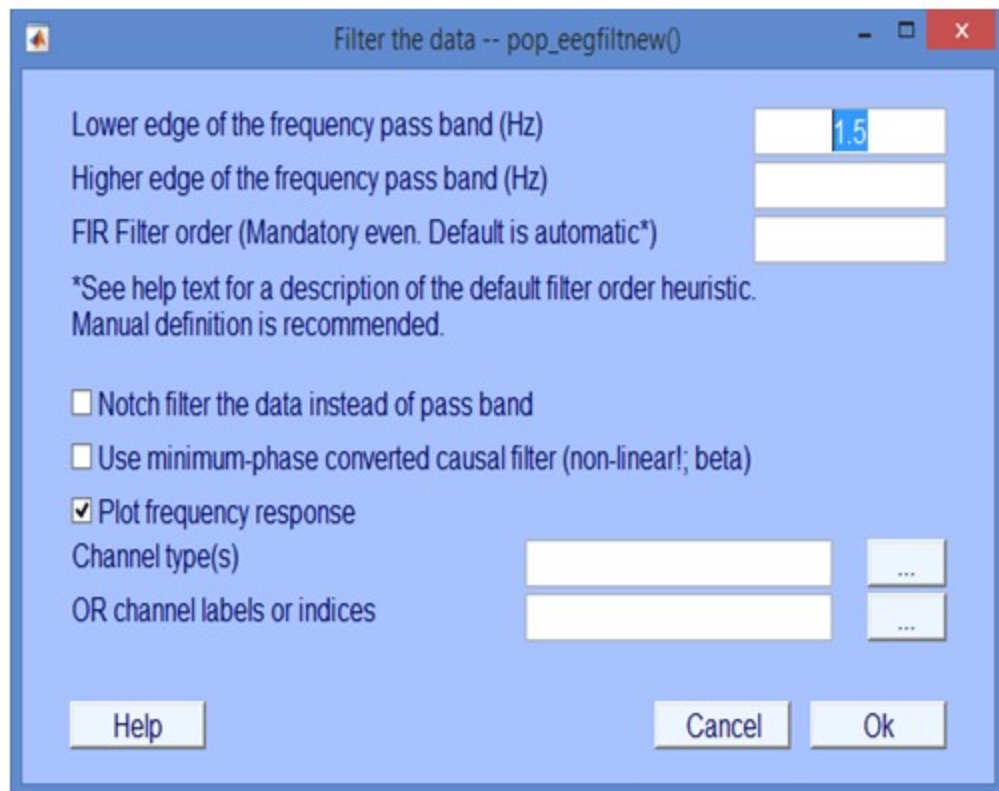 Filter the data -- pop_eegfiltnew()
x
Lower edge of the frequency pass band (Hz)
1.5
Higher edge of the frequency pass band (Hz)
FIR Filter order (Mandatory even. Default is automatic*)
*See help text for a description of the default filter order heuristic.
Manual definition is recommended.
Notch filter the data instead of pass band
Use minimum-phase converted causal filter (non-linear!; beta)
Plot frequency response
Channel type(s)
...
OR channel labels or indices
...
Help
Cancel
Ok